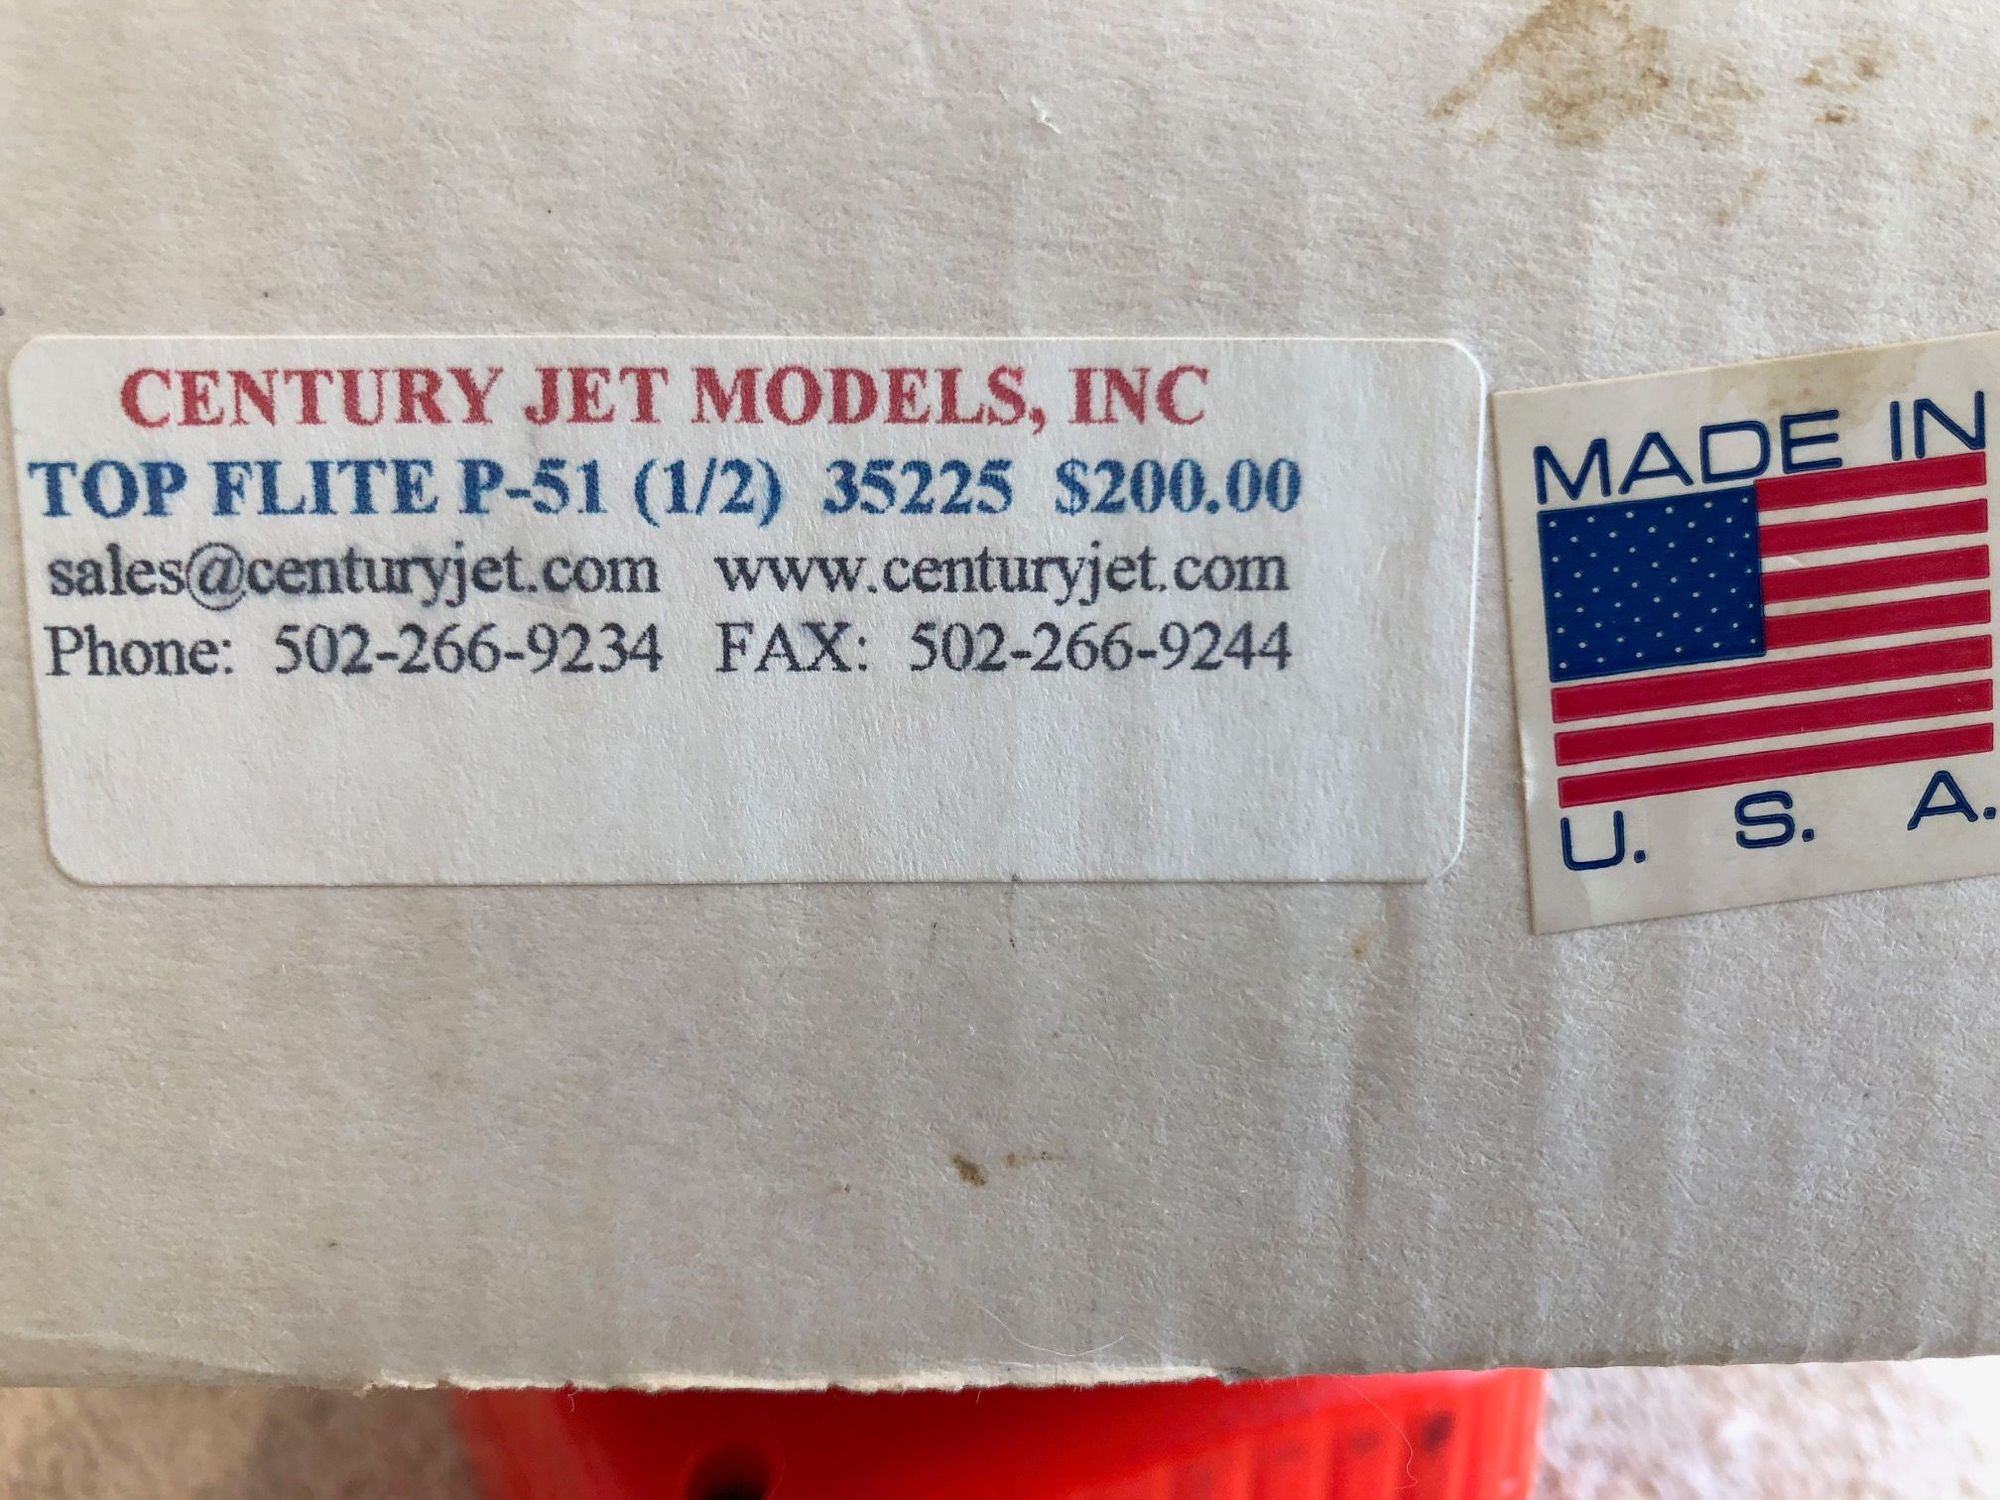 CENTURY JET MODELS, INC
TOP FLITE P-51 (1/2) 35225 $200.00
sales@centuryjet.com www.centuryjet.com
Phone: 502-266-9234 FAX: 502-266-9244
MADE IN
U. S. A.